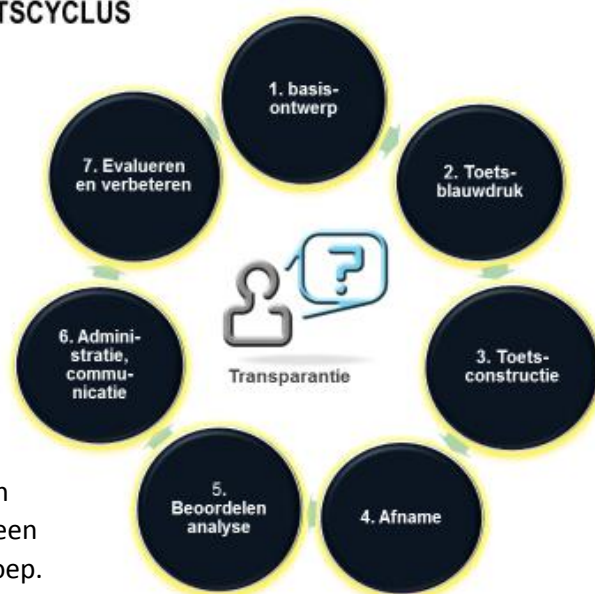 TSCYCLUS
1. basis-
ontwerp
2. Toets-
blauwdruk
3. Toets-
constructie
4. Afname
5.
Beoordelen
analyse
6. Admini-
stratie,
commu-
nicatie
7. Evalueren
en verbeteren
?
Transparantie
n
een
oep.